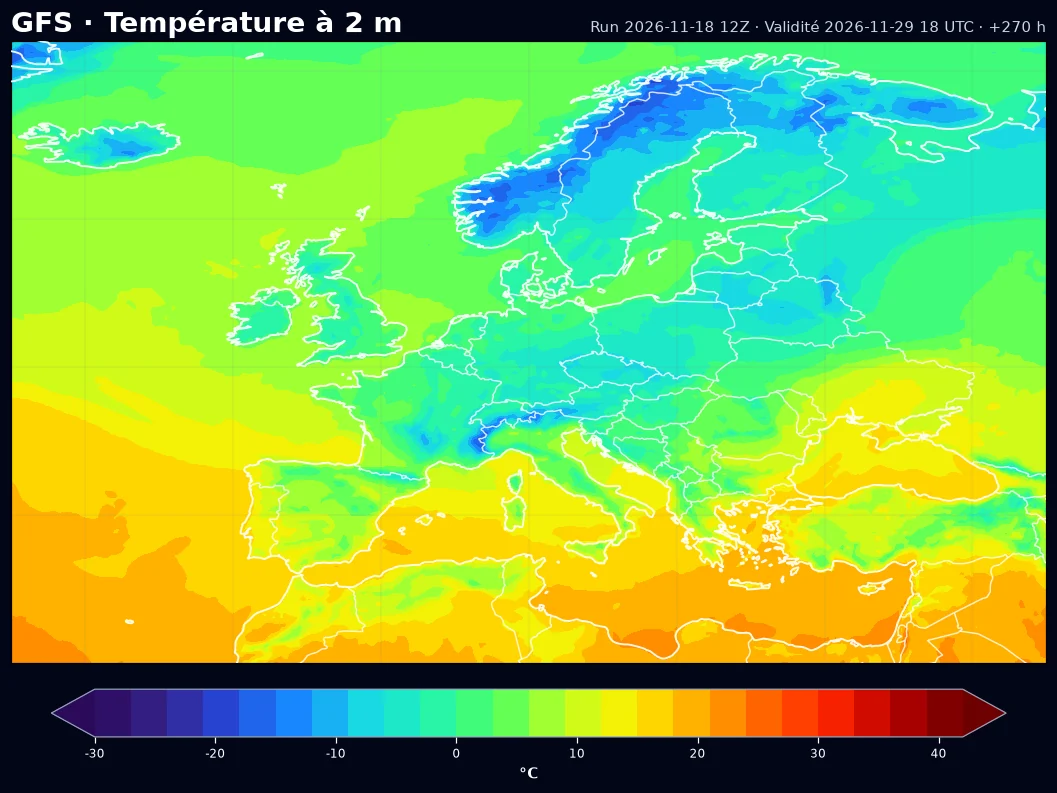 GFS · Température à 2 m
Run 2026-11-18 12Z · Validité 2026-11-29 18 UTC · +270 h
-30 -20 -10 0 10 20 30 40
°C